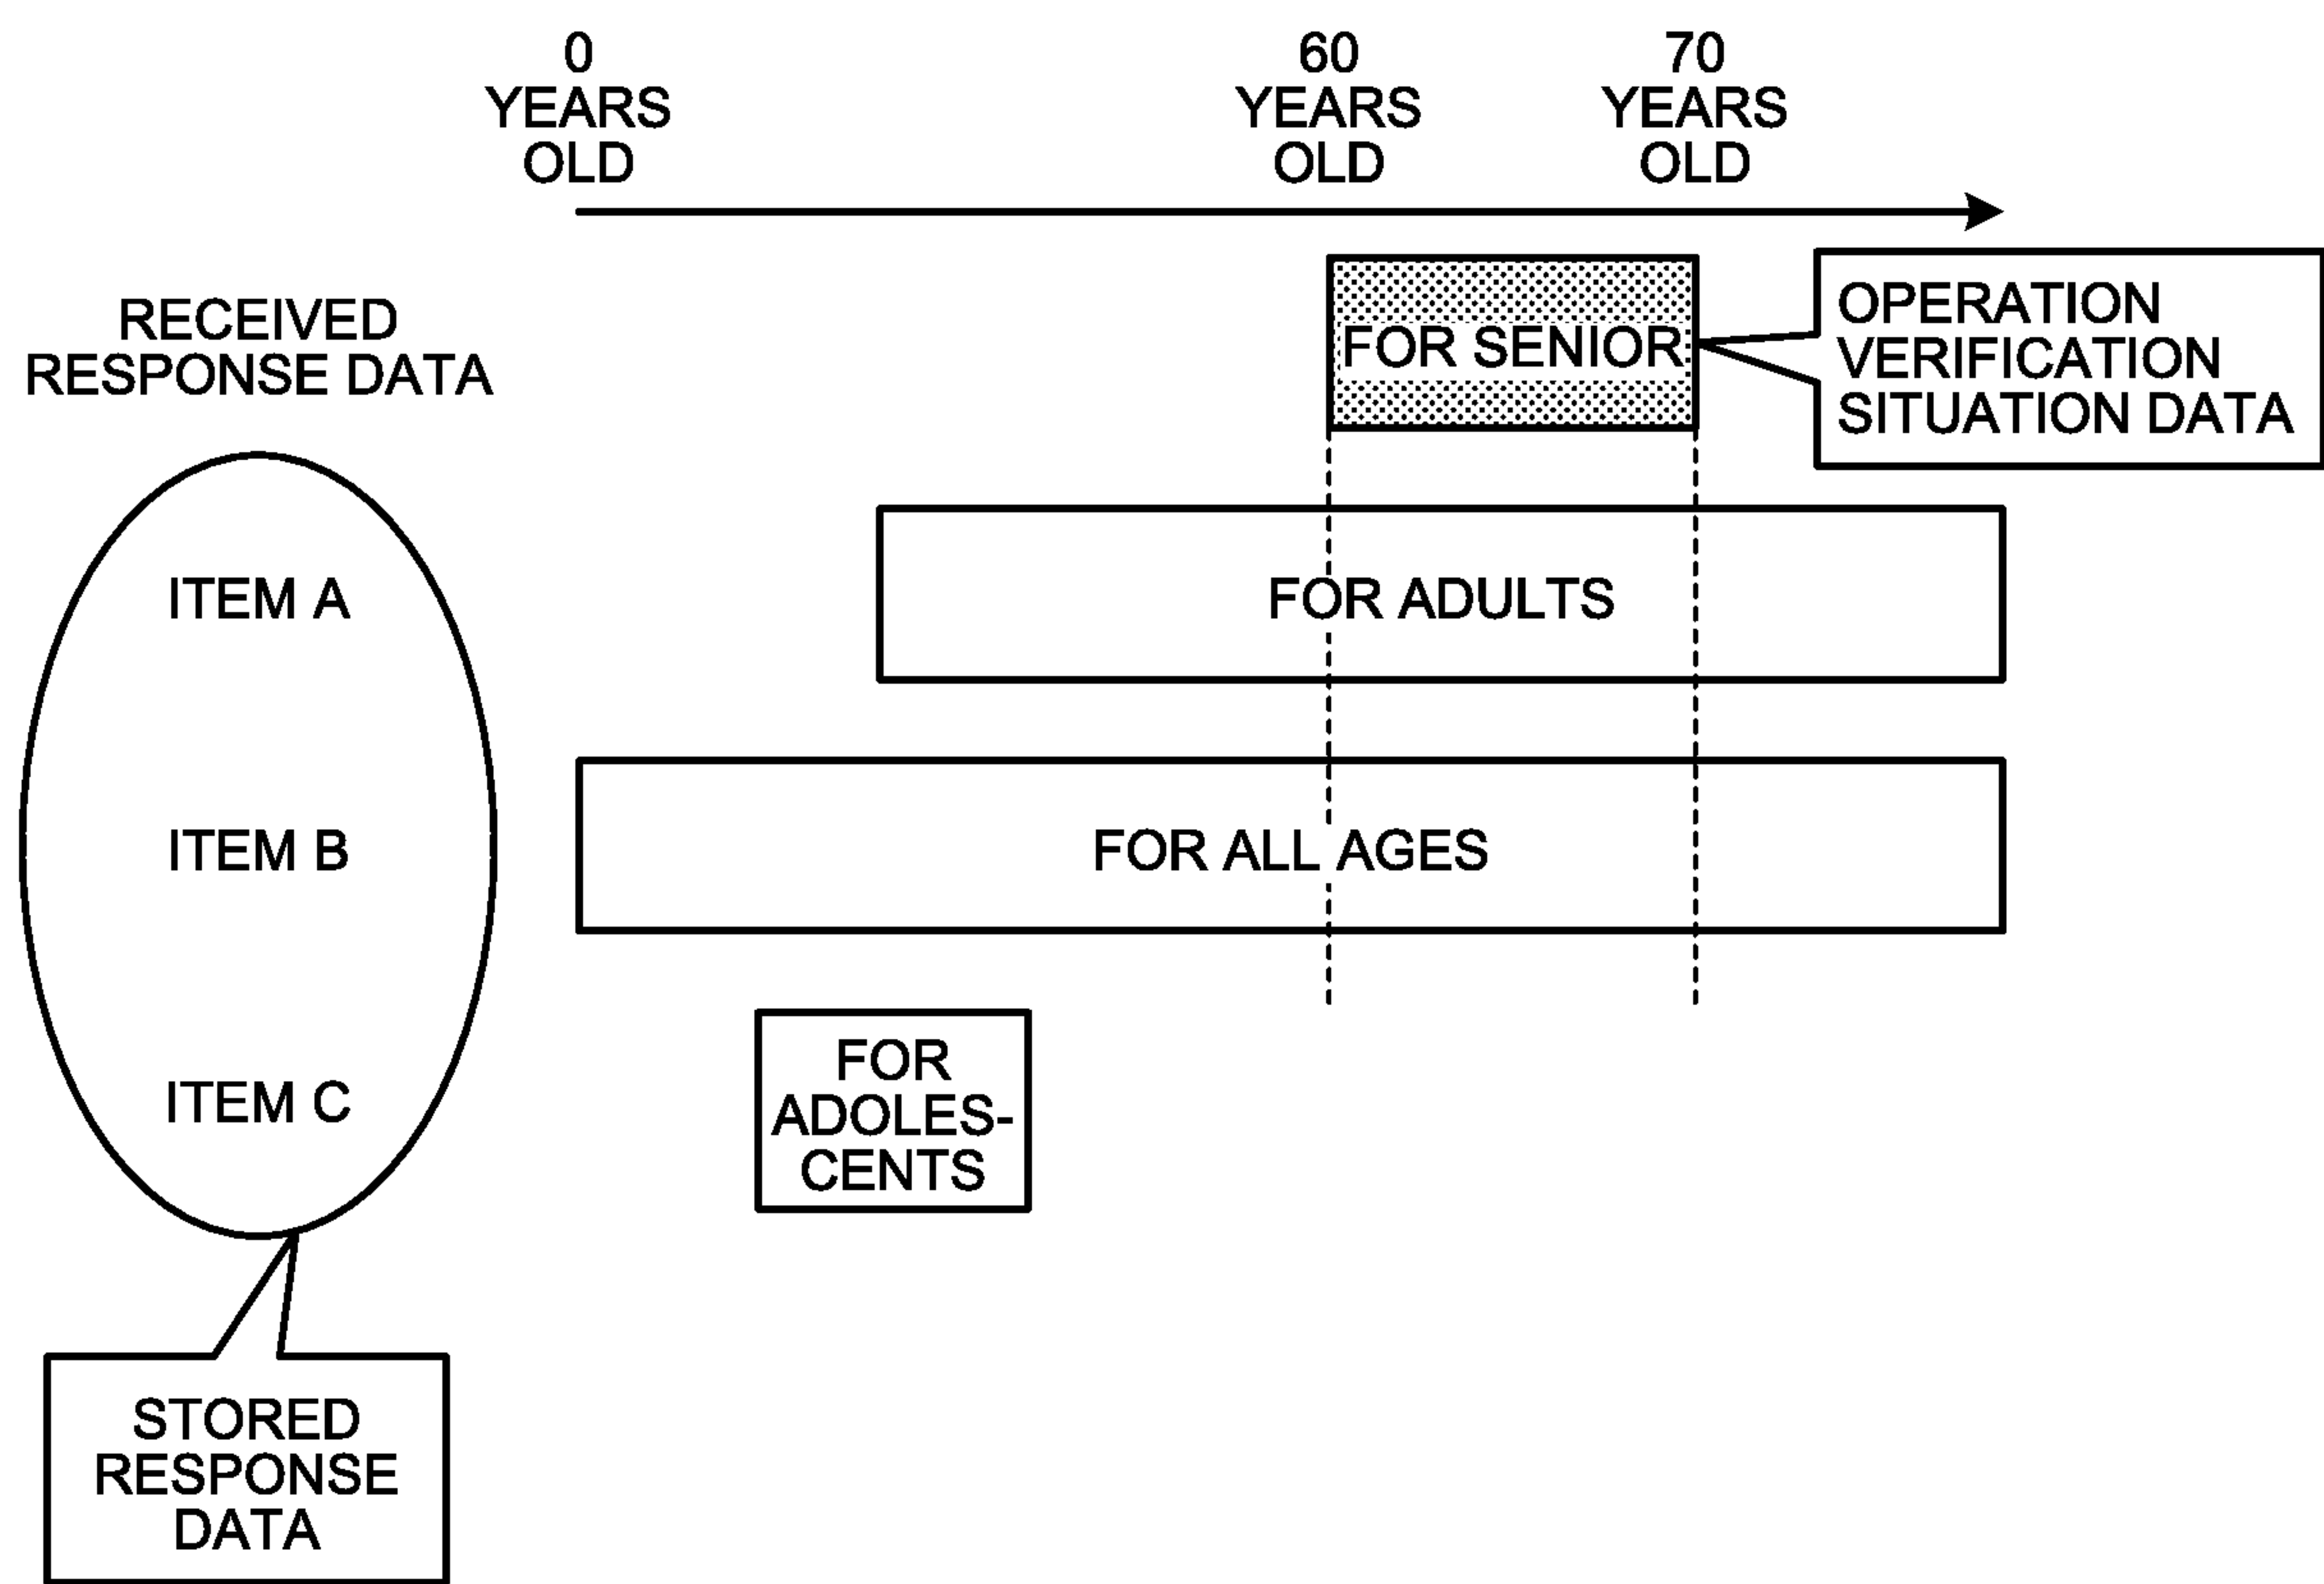 0
YEARS
OLD
60
YEARS
OLD
70
YEARS
OLD
RECEIVED
RESPONSE DATA
FOR SENIOR
OPERATION
VERIFICATION
SITUATION DATA
ITEM A
FOR ADULTS
ITEM B
FOR ALL AGES
ITEM C
FOR
ADOLES-
CENTS
STORED
RESPONSE
DATA